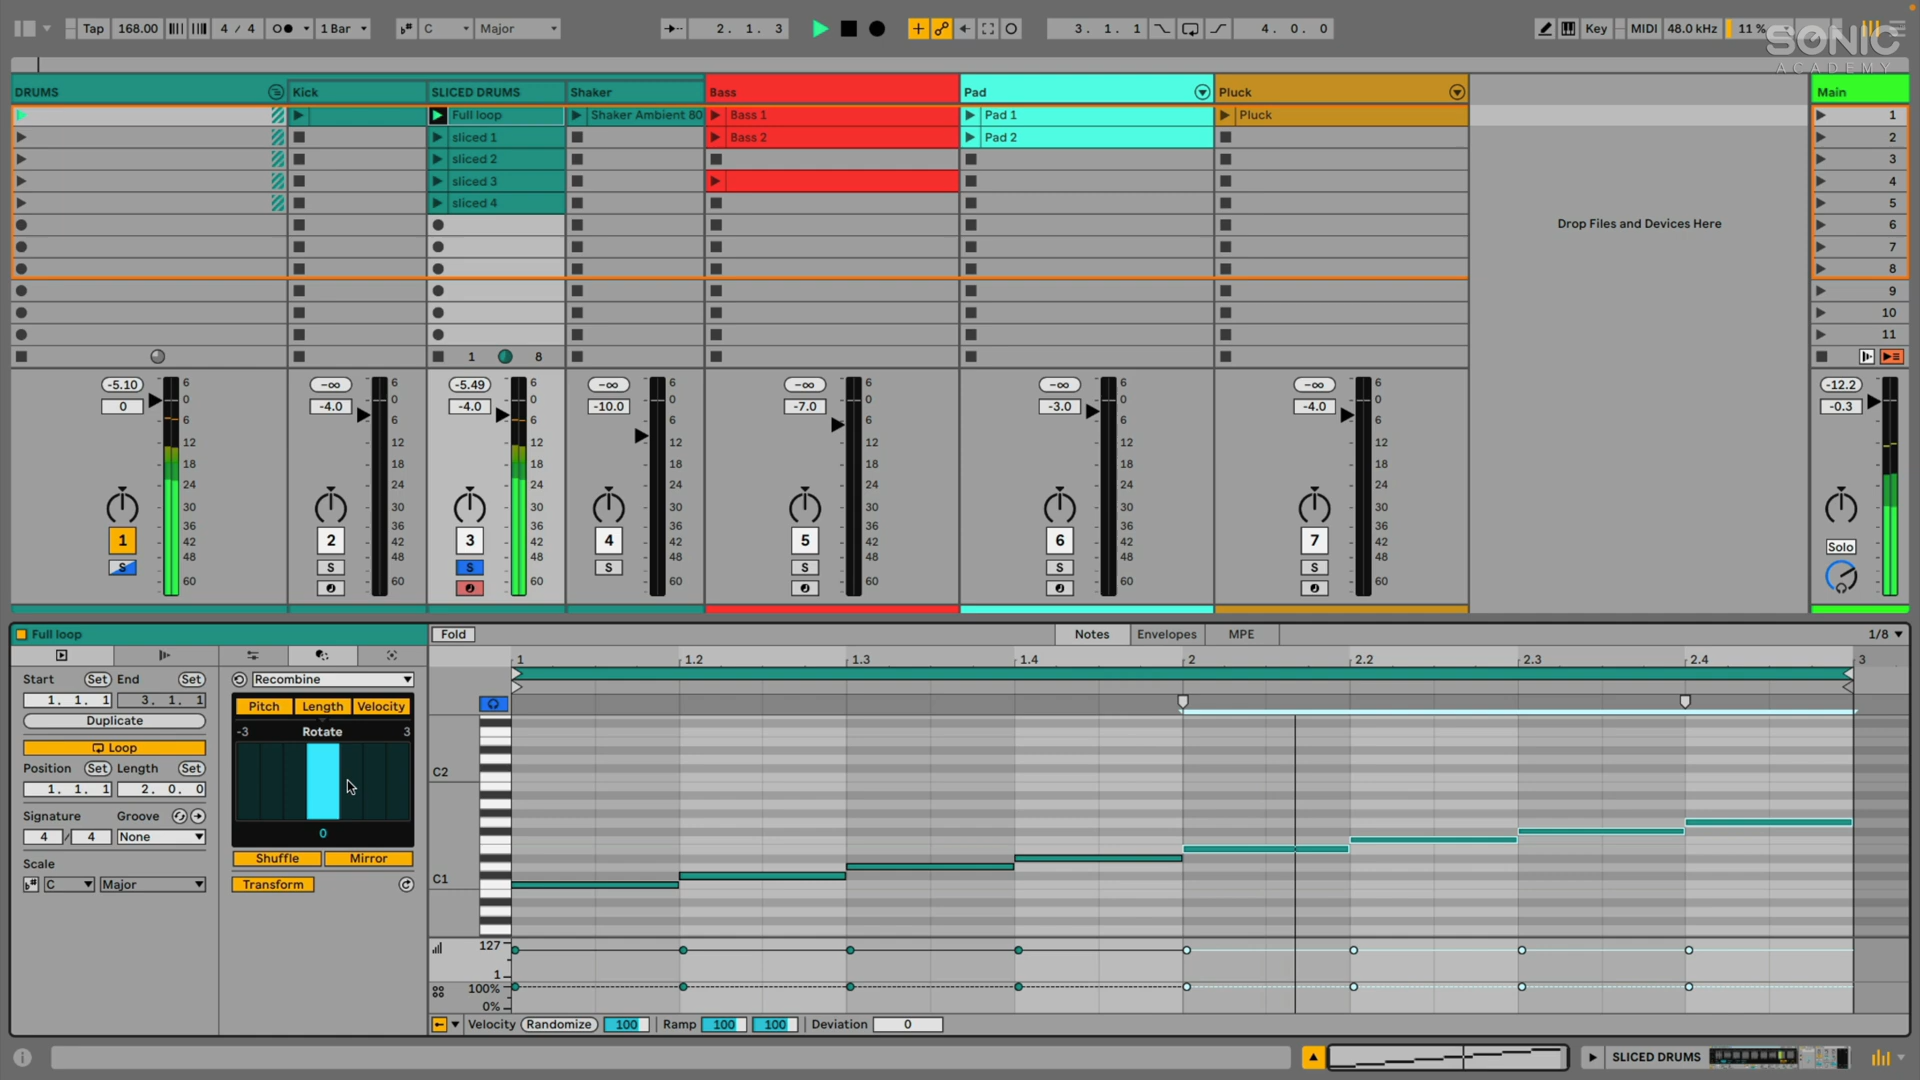 Tap 168.00 4 / 4 1 Bar C Major 2. 1. 3 3. 1. 1 4. 0. 0 Key MIDI 48.0 kHz 11 %
SONIC
ACADEMY
DRUMS Kick SLICED DRUMS Shaker Bass Pad Pluck Main
Full loop Shaker Ambient 80 Bass 1 Pad 1 Pluck 1
sliced 1 Bass 2 Pad 2 2
sliced 2 3
sliced 3 4
sliced 4 5
Drop Files and Devices Here 6
7
8
9
10
11
1 8
-5.10 6 -∞ 6 -5.49 6 -∞ 6 -∞ 6 -∞ 6 -∞ 6 -12.2
0 0 -4.0 0 -4.0 0 -10.0 0 -7.0 0 -3.0 0 -4.0 0 -0.3
6 6 6 6 6 6 6
12 12 12 12 12 12 12
18 18 18 18 18 18 18
24 24 24 24 24 24 24
30 30 30 30 30 30 30
36 36 36 36 36 36 36
1 42 2 42 3 42 4 42 5 42 6 42 7 42 Solo
48 48 48 48 48 48 48
S S S S S S S
60 60 60 60 60 60 60
Full loop Fold Notes Envelopes MPE 1/8
1 1.2 1.3 1.4 2 2.2 2.3 2.4 3
Start Set End Set Recombine
1. 1. 1 3. 1. 1
Duplicate
Pitch Length Velocity
-3 Rotate 3
Loop
Position Set Length Set
1. 1. 1 2. 0. 0
Signature Groove
4 / 4 None
0
Shuffle Mirror
Scale
C Major
Transform
C2
C1
127
1
100%
0%
Velocity Randomize 100 Ramp 100 100 Deviation 0
SLICED DRUMS